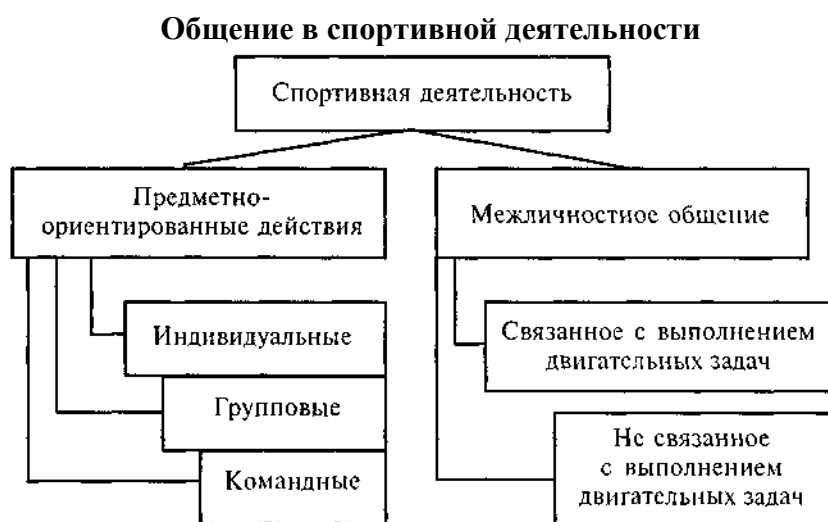 Общение в спортивной деятельности
Спортивная деятельность
Предметно-
ориентированные действия
Межличностное общение
Индивидуальные
Групповые
Командные
Связанное с выполнением
двигательных задач
Не связанное
с выполнением
двигательных задач